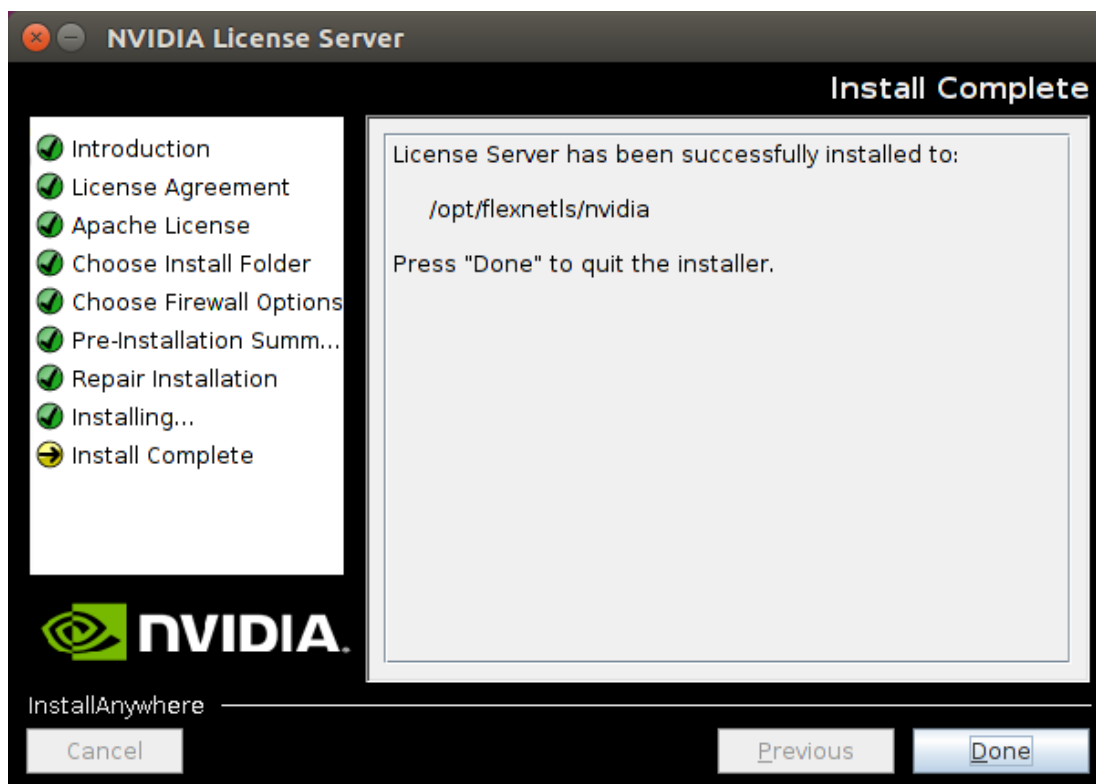 NVIDIA License Server
Install Complete
Introduction
License Agreement
Apache License
Choose Install Folder
Choose Firewall Options
Pre-Installation Summ...
Repair Installation
Installing...
Install Complete
License Server has been successfully installed to:
/opt/flexnetls/nvidia
Press "Done" to quit the installer.
NVIDIA.
InstallAnywhere
Cancel
Previous
Done